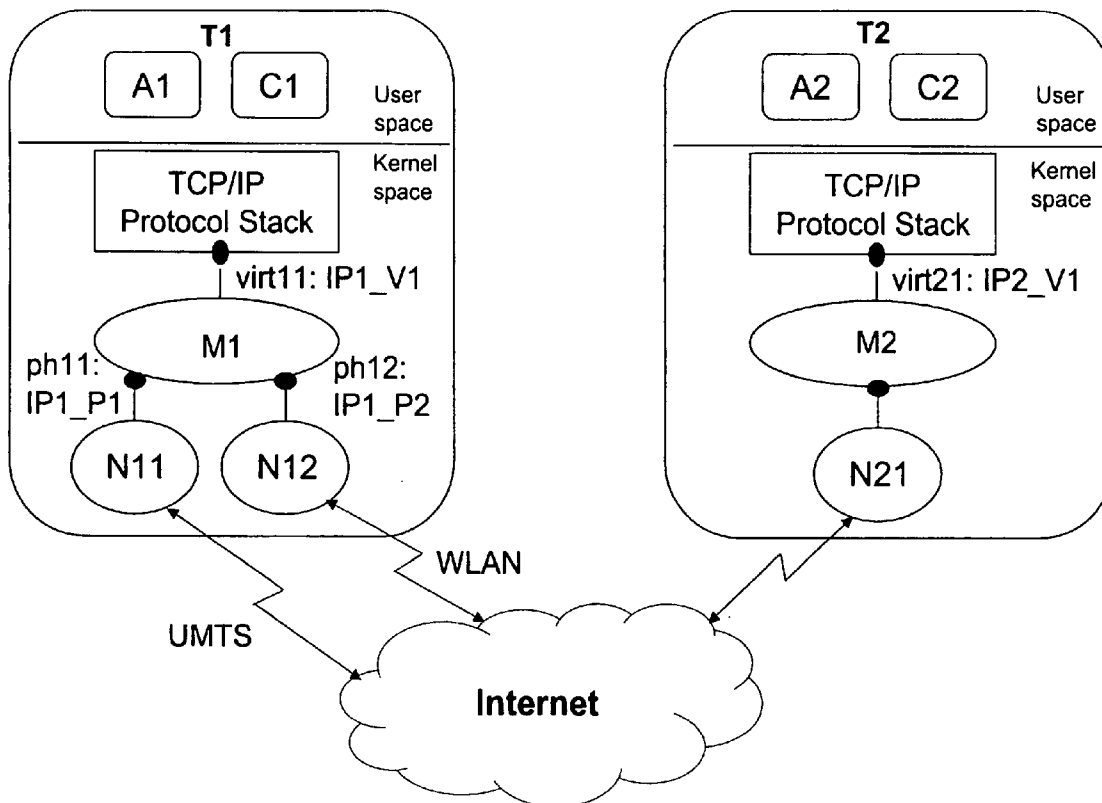 T1
A1
C1
User
space
Kernel
space
TCP/IP
Protocol Stack
virt11: IP1_V1
M1
ph11:
IP1_P1
ph12:
IP1_P2
N11
N12
T2
A2
C2
User
space
Kernel
space
TCP/IP
Protocol Stack
virt21: IP2_V1
M2
N21
WLAN
UMTS
Internet